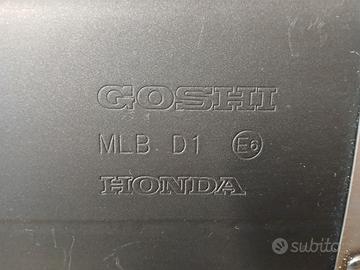 GOSHI
MLB D1 E6
HONDA
subito